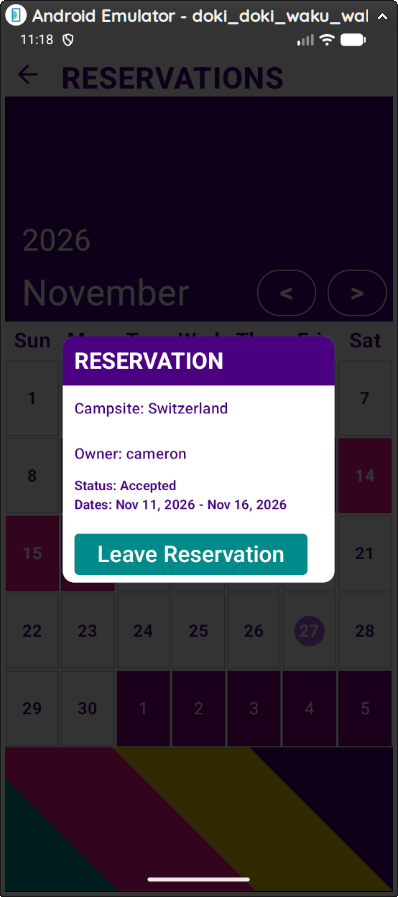 Android Emulator - doki_doki_waku_wal
11:18
RESERVATIONS
2026
November
< >
Sun Sat
RESERVATION
Campsite: Switzerland
Owner: cameron
Status: Accepted
Dates: Nov 11, 2026 - Nov 16, 2026
Leave Reservation
1 7
8 14
15 21
22 23 24 25 26 27 28
29 30 1 2 3 4 5